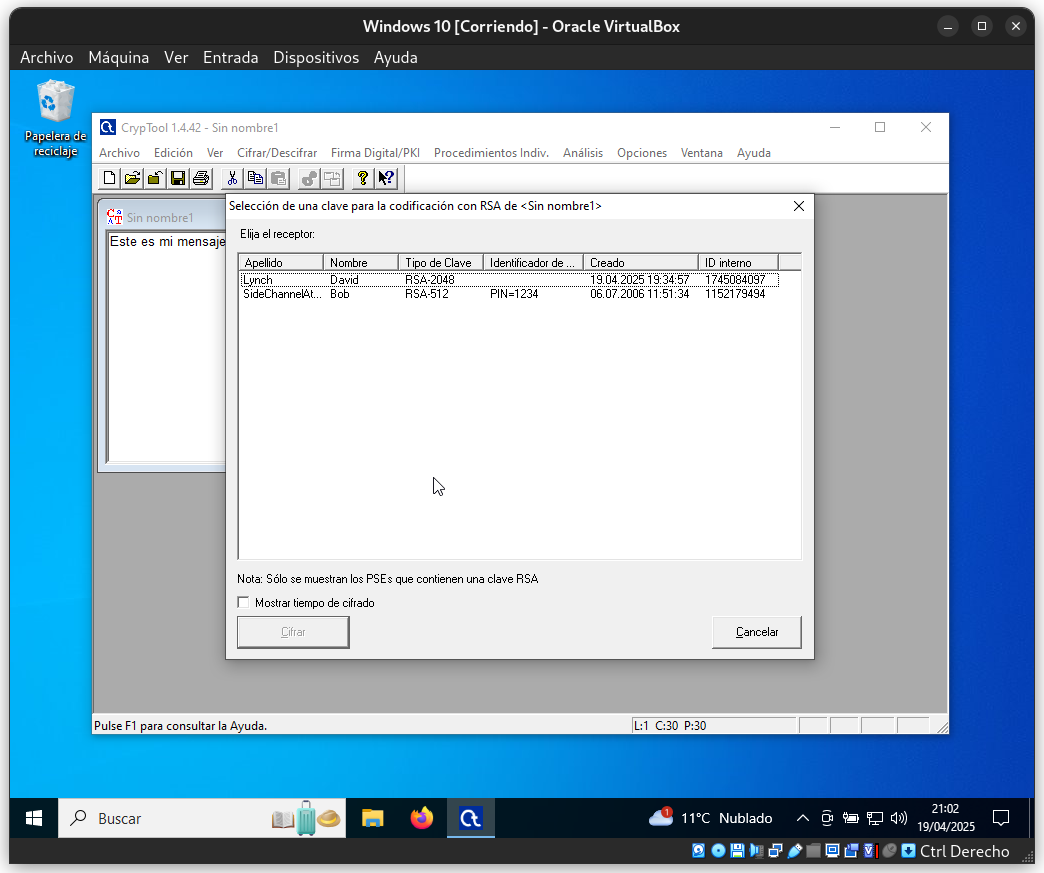 Windows 10 [Corriendo] - Oracle VirtualBox
Archivo Máquina Ver Entrada Dispositivos Ayuda
Papelera de
reciclaje
CrypTool 1.4.42 - Sin nombre1
Archivo Edición Ver Cifrar/Descifrar Firma Digital/PKI Procedimientos Indiv. Análisis Opciones Ventana Ayuda
Sin nombre1
Este es mi mensaje
Selección de una clave para la codificación con RSA de <Sin nombre1>
Elija el receptor:
Apellido Nombre Tipo de Clave Identificador de ... Creado ID interno
Lynch David RSA-2048 19.04.2025 19:34:57 1745084097
SideChannelAt... Bob RSA-512 PIN=1234 06.07.2006 11:51:34 1152179494
Nota: Sólo se muestran los PSEs que contienen una clave RSA
Mostrar tiempo de cifrado
Cifrar Cancelar
Pulse F1 para consultar la Ayuda. L:1 C:30 P:30
Buscar 1 11°C Nublado 21:02
19/04/2025
Ctrl Derecho